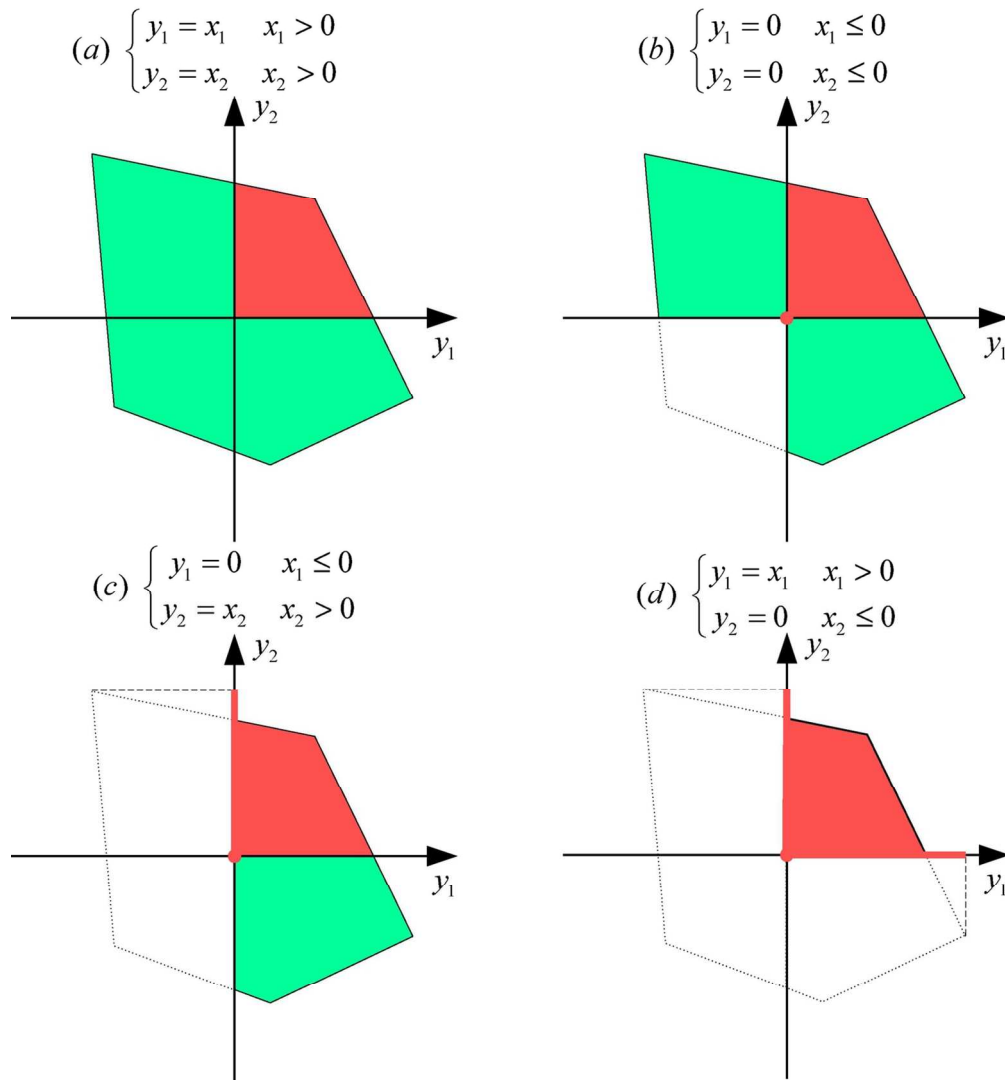 (a) { y₁ = x₁ x₁ > 0
y₂ = x₂ x₂ > 0
(b) { y₁ = 0 x₁ ≤ 0
y₂ = 0 x₂ ≤ 0
y₂
y₁
y₂
y₁
(c) { y₁ = 0 x₁ ≤ 0
y₂ = x₂ x₂ > 0
(d) { y₁ = x₁ x₁ > 0
y₂ = 0 x₂ ≤ 0
y₂
y₁
y₂
y₁